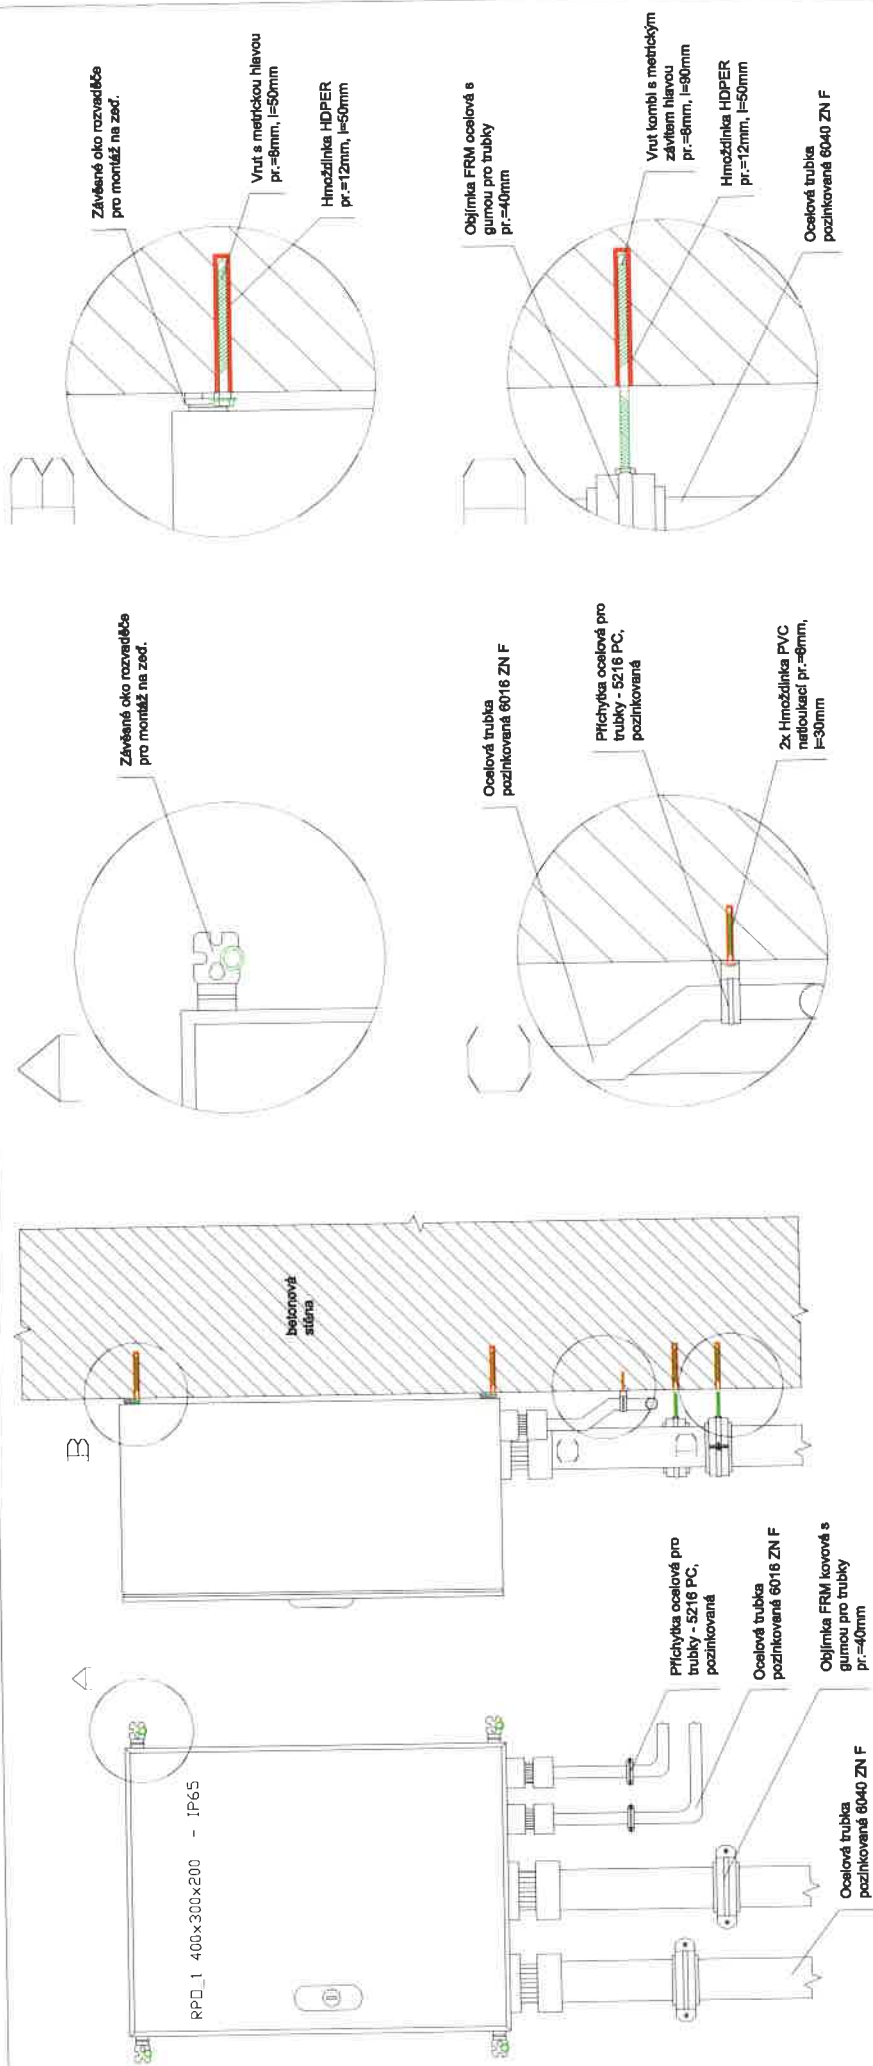 A
RPD_1 400x300x200 - IP65
Příchytka ocelová pro
trubky - 5216 PC,
pozinkovaná
Ocelová trubka
pozinkovaná 6016 ZN F
Objímka FRM kovová s
gumou pro trubky
pr.=40mm
Ocelová trubka
pozinkovaná 6040 ZN F
B
betonová
stěna
C
D
A
Závěsné oko rozvaděče
pro montáž na zeď.
B
Závěsné oko rozvaděče
pro montáž na zeď.
Vrut s metrickou hlavou
pr.=8mm, l=50mm
Hmoždinka HDPER
pr.=12mm, l=50mm
C
Ocelová trubka
pozinkovaná 6016 ZN F
Příchytka ocelová pro
trubky - 5216 PC,
pozinkovaná
2x Hmoždinka PVC
natloukací pr.=6mm,
l=30mm
D
Objímka FRM ocelová s
gumou pro trubky
pr.=40mm
Vrut kombi s metrickým
závitem hlavou
pr.=8mm, l=90mm
Hmoždinka HDPER
pr.=12mm, l=50mm
Ocelová trubka
pozinkovaná 6040 ZN F